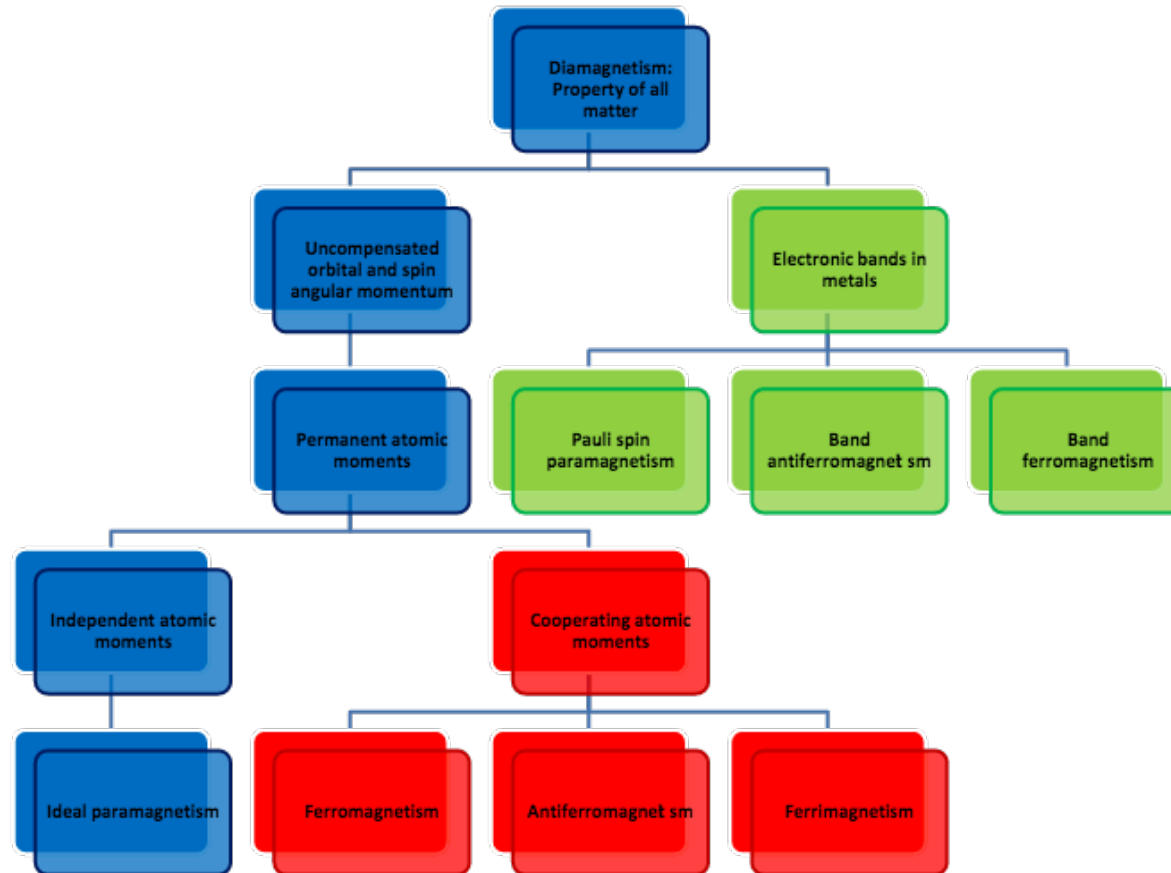 Diamagnetism:
Property of all
matter
Uncompensated
orbital and spin
angular momentum
Electronic bands in
metals
Permanent atomic
moments
Pauli spin
paramagnetism
Band
antiferromagnet sm
Band
ferromagnetism
Independent atomic
moments
Cooperating atomic
moments
Ideal paramagnetism
Ferromagnetism
Antiferromagnet sm
Ferrimagnetism